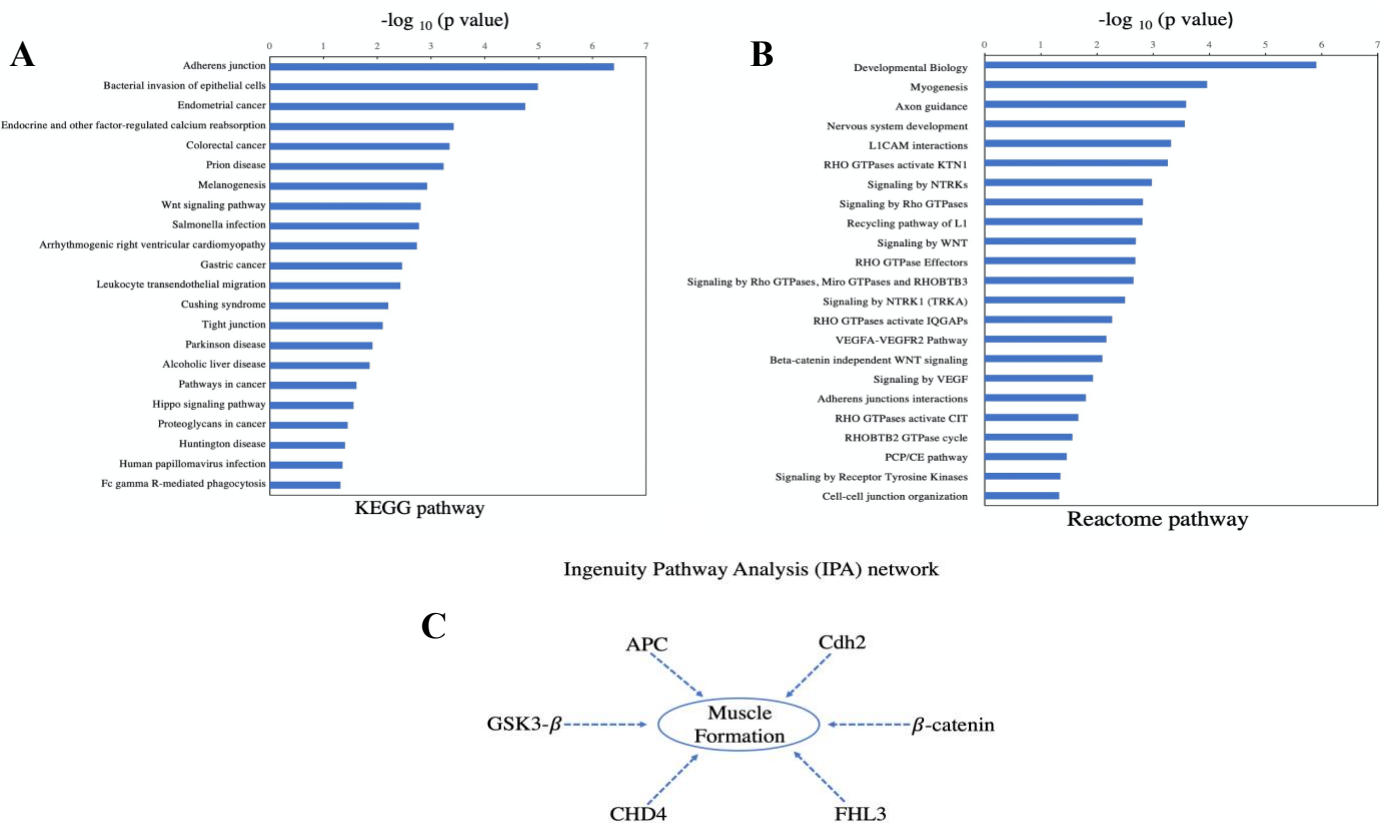 A
-log 10 (p value)
0 1 2 3 4 5 6 7
Adherens junction
Bacterial invasion of epithelial cells
Endometrial cancer
Endocrine and other factor-regulated calcium reabsorption
Colorectal cancer
Prion disease
Melanogenesis
Wnt signaling pathway
Salmonella infection
Arrhythmogenic right ventricular cardiomyopathy
Gastric cancer
Leukocyte transendothelial migration
Cushing syndrome
Tight junction
Parkinson disease
Alcoholic liver disease
Pathways in cancer
Hippo signaling pathway
Proteoglycans in cancer
Huntington disease
Human papillomavirus infection
Fc gamma R-mediated phagocytosis
KEGG pathway
B
-log 10 (p value)
0 1 2 3 4 5 6 7
Developmental Biology
Myogenesis
Axon guidance
Nervous system development
L1CAM interactions
RHO GTPases activate KTN1
Signaling by NTRKs
Signaling by Rho GTPases
Recycling pathway of L1
Signaling by WNT
RHO GTPase Effectors
Signaling by Rho GTPases, Miro GTPases and RHOBTB3
Signaling by NTRK1 (TRKA)
RHO GTPases activate IQGAPs
VEGFA-VEGFR2 Pathway
Beta-catenin independent WNT signaling
Signaling by VEGF
Adherens junctions interactions
RHO GTPases activate CIT
RHOBTB2 GTPase cycle
PCP/CE pathway
Signaling by Receptor Tyrosine Kinases
Cell-cell junction organization
Reactome pathway
Ingenuity Pathway Analysis (IPA) network
C
APC
Cdh2
GSK3-β
Muscle
Formation
β-catenin
CHD4
FHL3